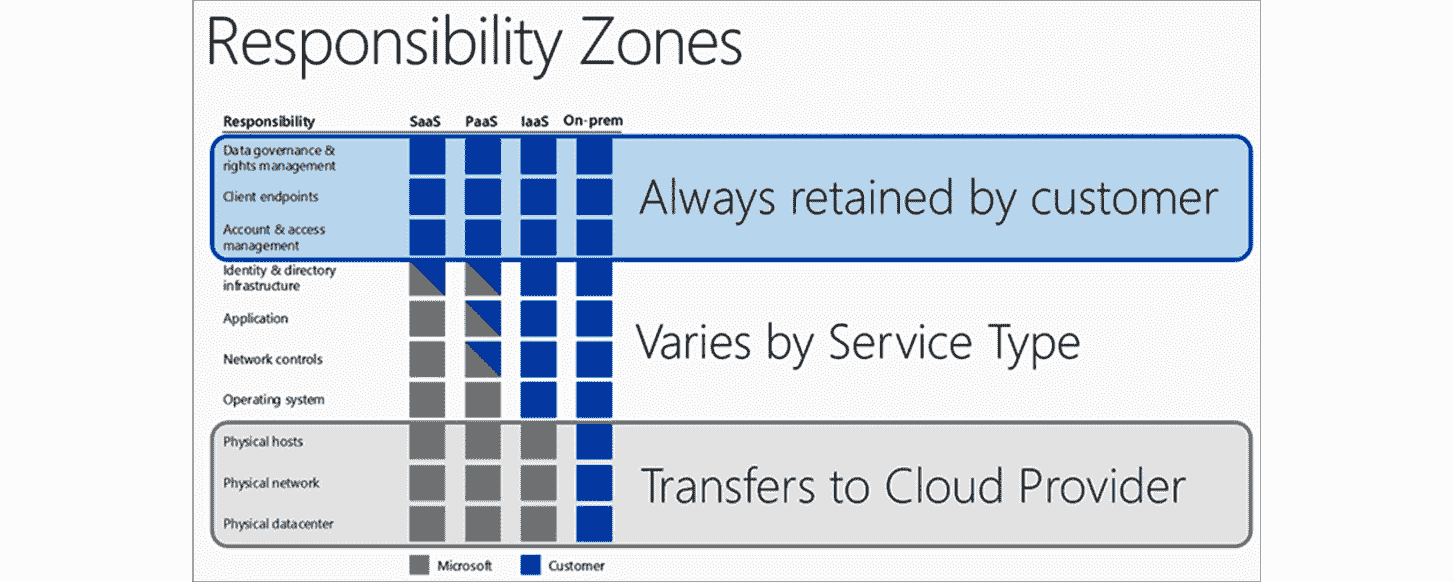 Responsibility Zones
Responsibility SaaS PaaS IaaS On-prem
Data governance &
rights management
Client endpoints
Account & access
management
Always retained by customer
Identity & directory
infrastructure
Application
Network controls
Operating system
Varies by Service Type
Physical hosts
Physical network
Physical datacenter
Transfers to Cloud Provider
Microsoft Customer